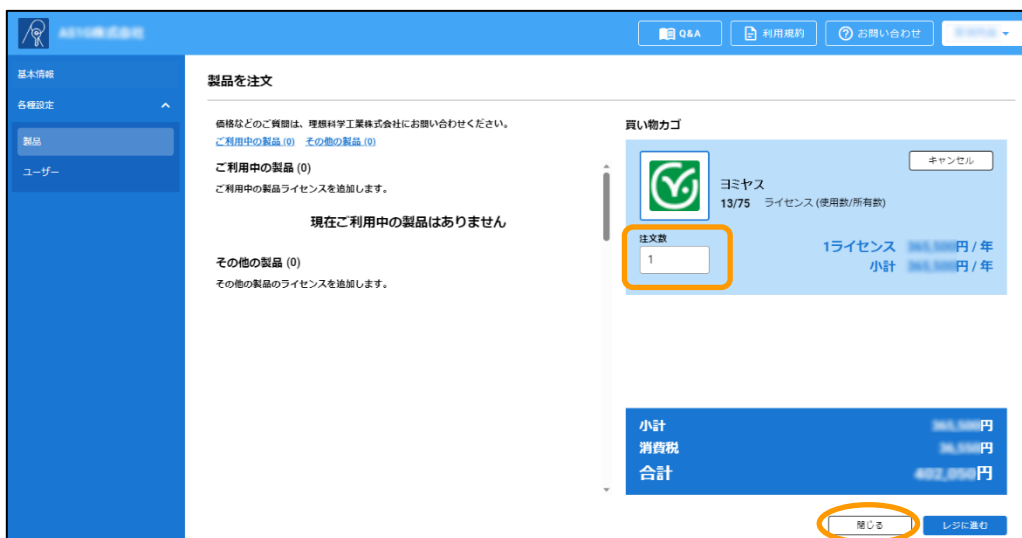 Q&A
利用規約
お問い合わせ
基本情報
各種設定
製品
ユーザー
製品を注文
価格などのご質問は、理想科学工業株式会社にお問い合わせください。
ご利用中の製品 (0) その他の製品 (0)
ご利用中の製品 (0)
ご利用中の製品ライセンスを追加します。
現在ご利用中の製品はありません
その他の製品 (0)
その他の製品のライセンスを追加します。
買い物カゴ
キャンセル
ヨミヤス
13/75 ライセンス (使用数/所有数)
注文数
1
1ライセンス 円 / 年
小計 円 / 年
小計 円
消費税 円
合計 円
閉じる
レジに進む